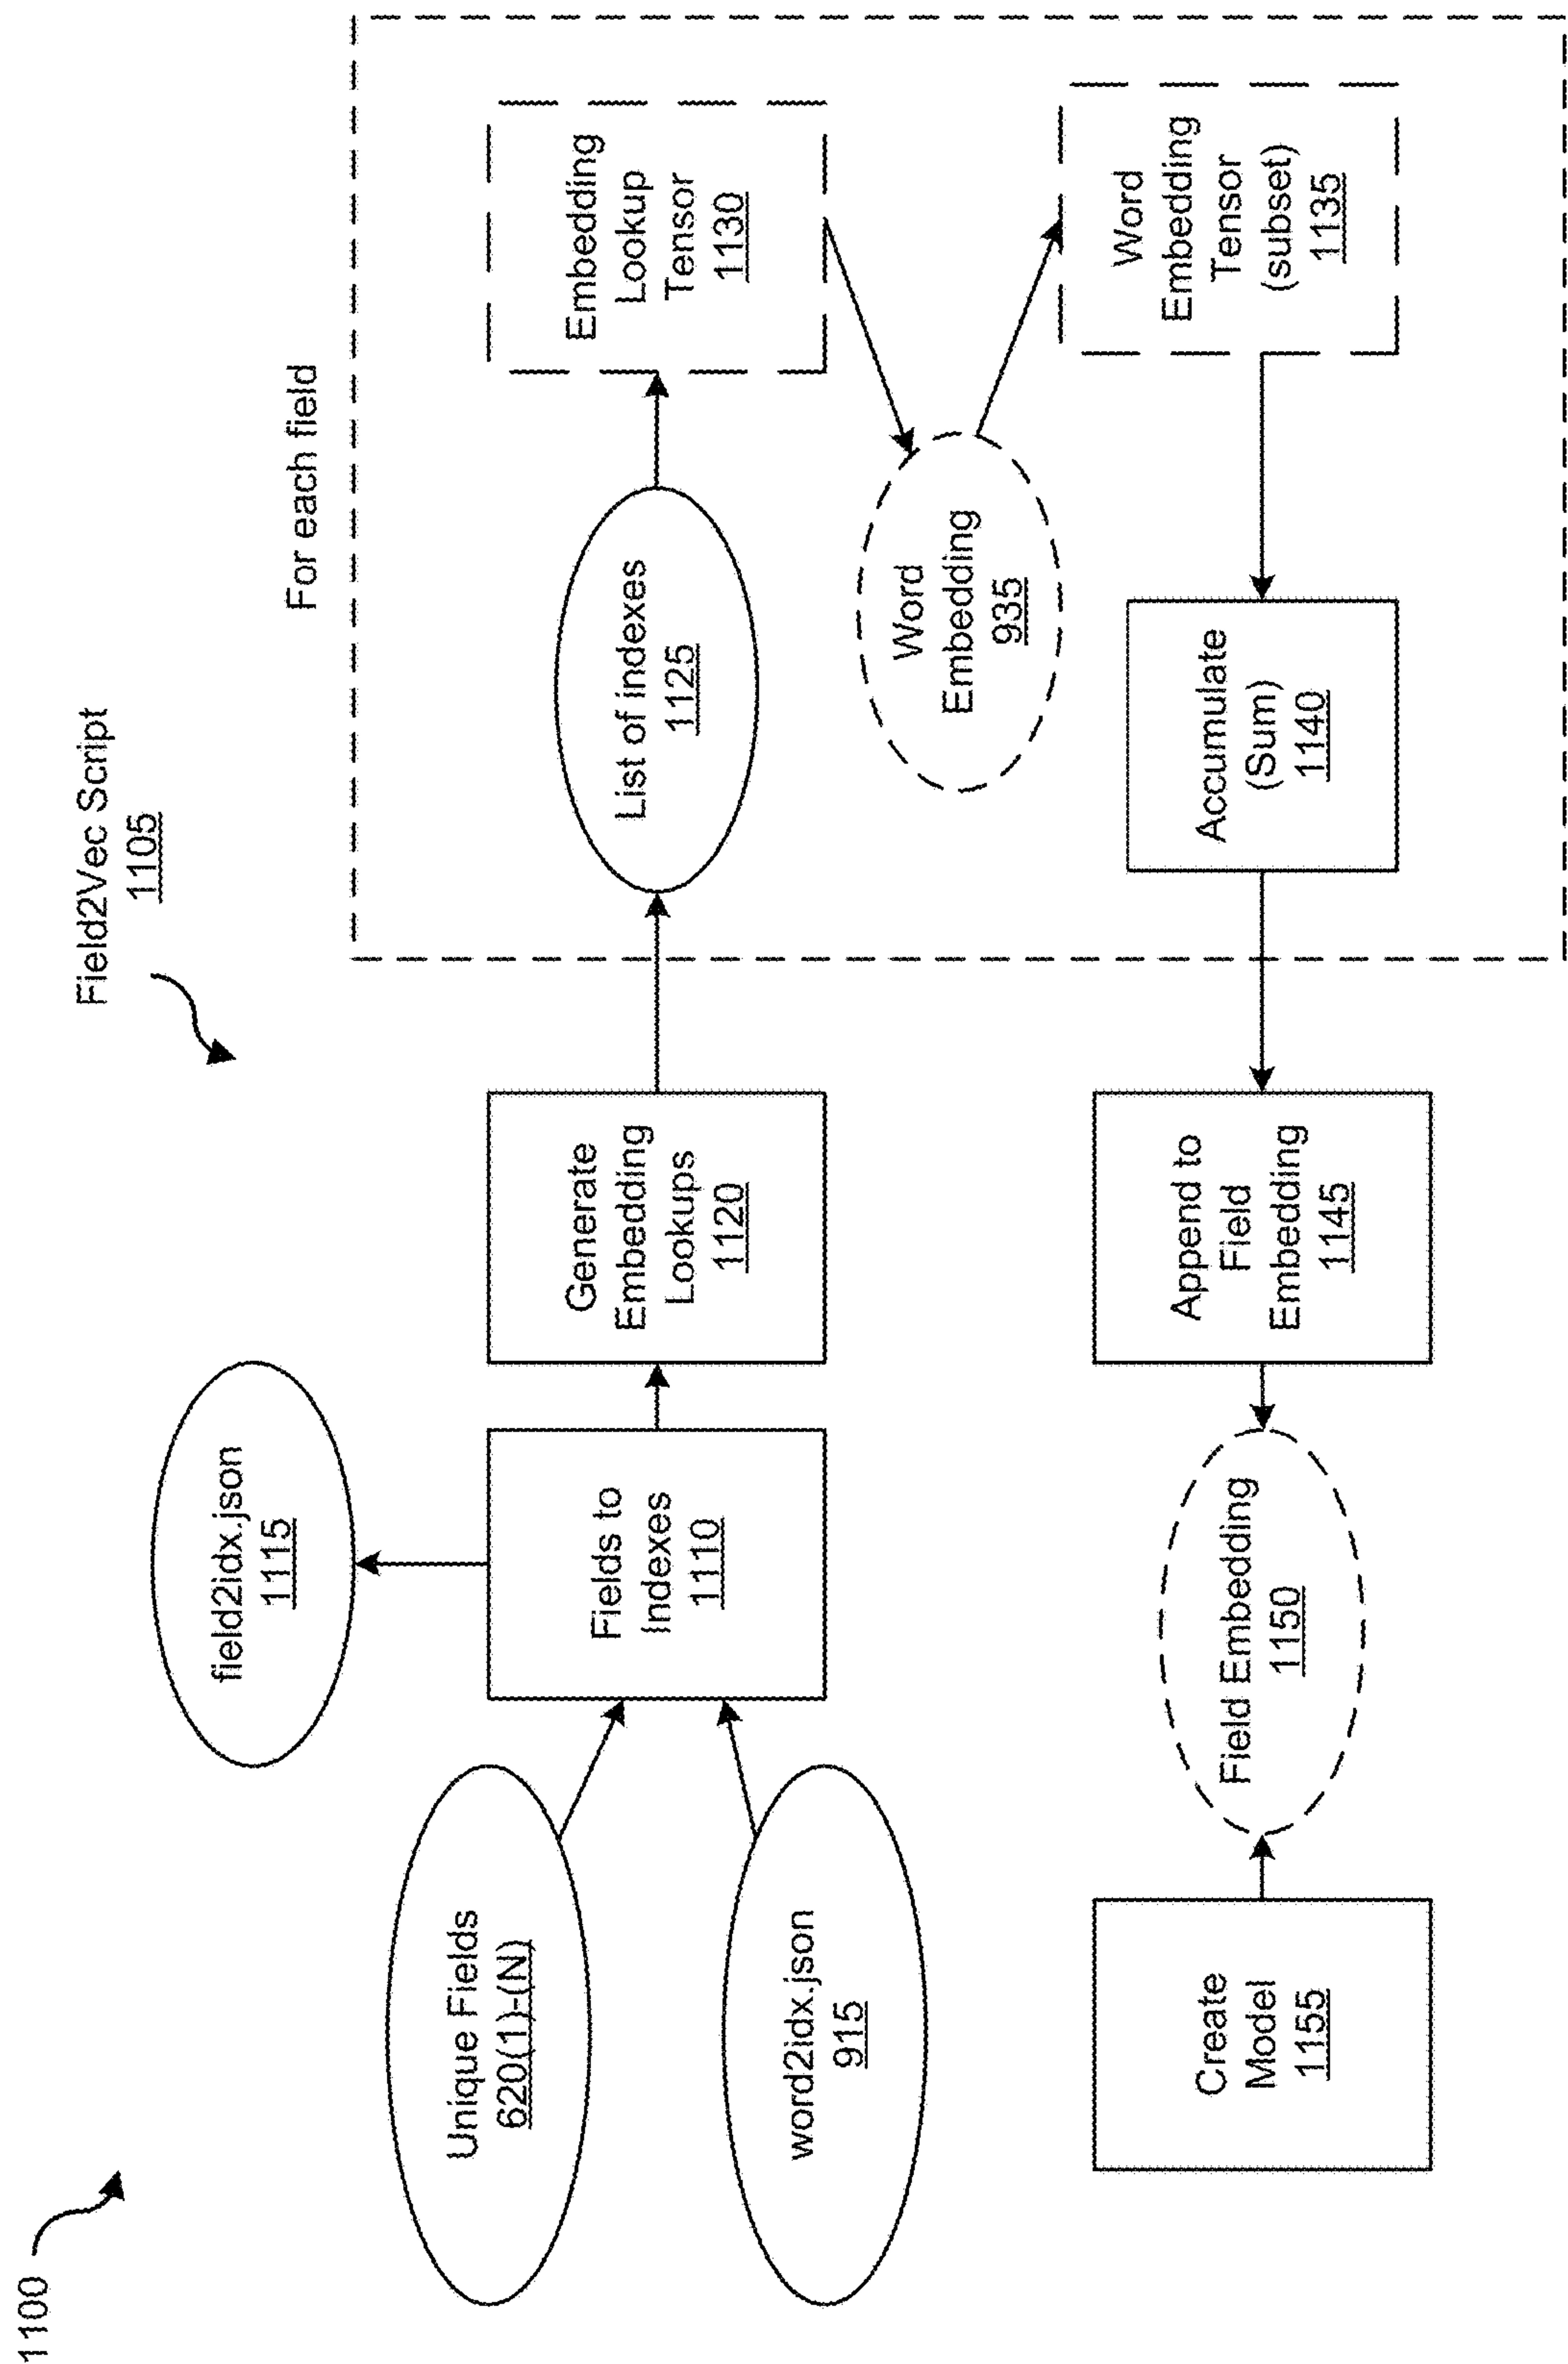 1100
Field2Vec Script
1105
For each field
field2idx.json
1115
Unique Fields
620(1)-(N)
word2idx.json
915
Fields to
Indexes
1110
Generate
Embedding
Lookups
1120
List of indexes
1125
Embedding
Lookup
Tensor
1130
Word
Embedding
935
Word
Embedding
Tensor
(subset)
1135
Accumulate
(Sum)
1140
Append to
Field
Embedding
1145
Field Embedding
1150
Create
Model
1155